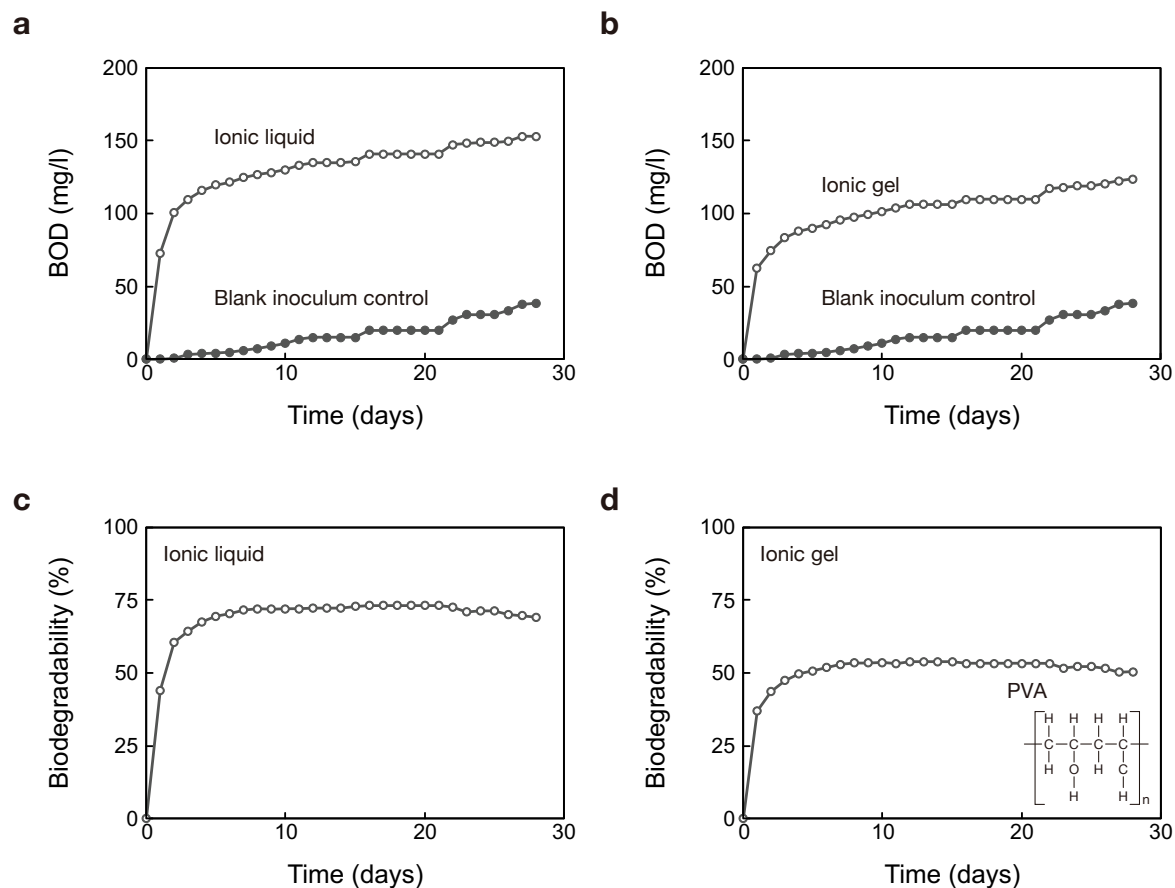 a
200
150
100
50
0
BOD (mg/l)
Ionic liquid
Blank inoculum control
0 10 20 30
Time (days)
b
200
150
100
50
0
BOD (mg/l)
Ionic gel
Blank inoculum control
0 10 20 30
Time (days)
c
100
75
50
25
0
Biodegradability (%)
Ionic liquid
0 10 20 30
Time (days)
d
100
75
50
25
0
Biodegradability (%)
Ionic gel
PVA
H H H H
C C C C
H O H C
H H
n
0 10 20 30
Time (days)